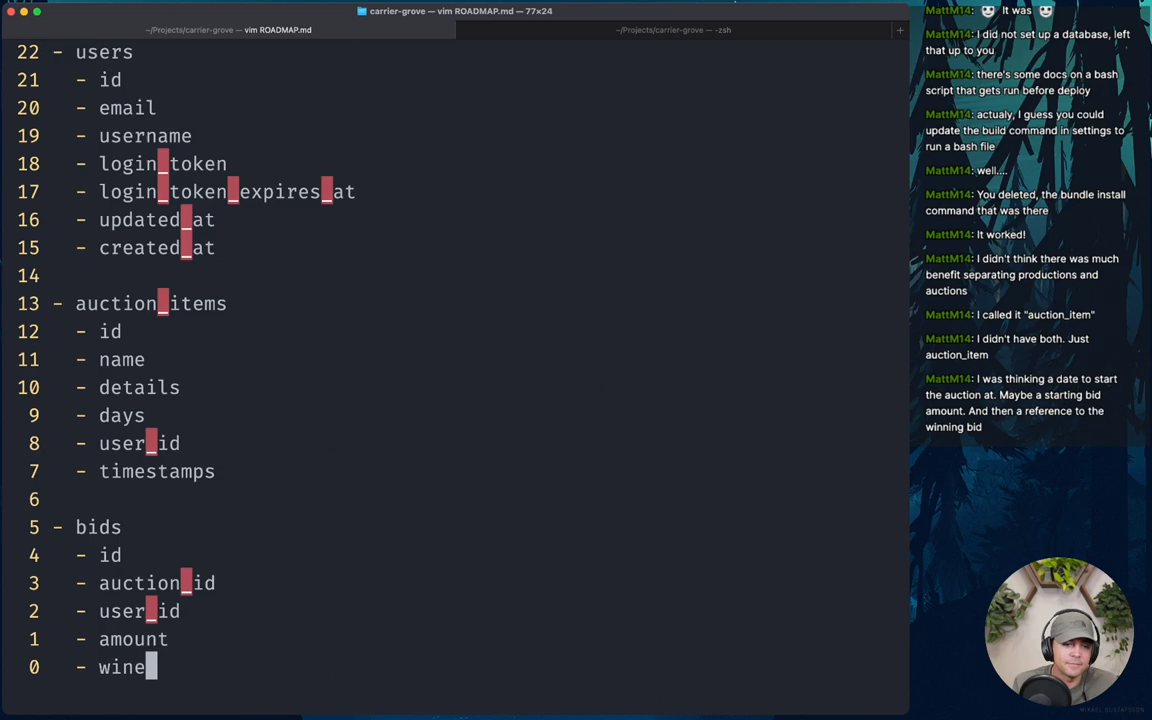 carrier-grove — vim ROADMAP.md — 77×24
~/Projects/carrier-grove — vim ROADMAP.md
~/Projects/carrier-grove — -zsh
+
22 - users
21 - id
20 - email
19 - username
18 - login_token
17 - login_token_expires_at
16 - updated_at
15 - created_at
14
13 - auction_items
12 - id
11 - name
10 - details
9 - days
8 - user_id
7 - timestamps
6
5 - bids
4 - id
3 - auction_id
2 - user_id
1 - amount
0 - wine
MattM14: It was
MattM14: I did not set up a database, left
that up to you
MattM14: there's some docs on a bash
script that gets run before deploy
MattM14: actualy, I guess you could
update the build command in settings to
run a bash file
MattM14: well....
MattM14: You deleted, the bundle install
command that was there
MattM14: It worked!
MattM14: I didn't think there was much
benefit separating productions and
auctions
MattM14: I called it "auction_item"
MattM14: I didn't have both. Just
auction_item
MattM14: I was thinking a date to start
the auction at. Maybe a starting bid
amount. And then a reference to the
winning bid
MIKAEL GUSTAFSSON